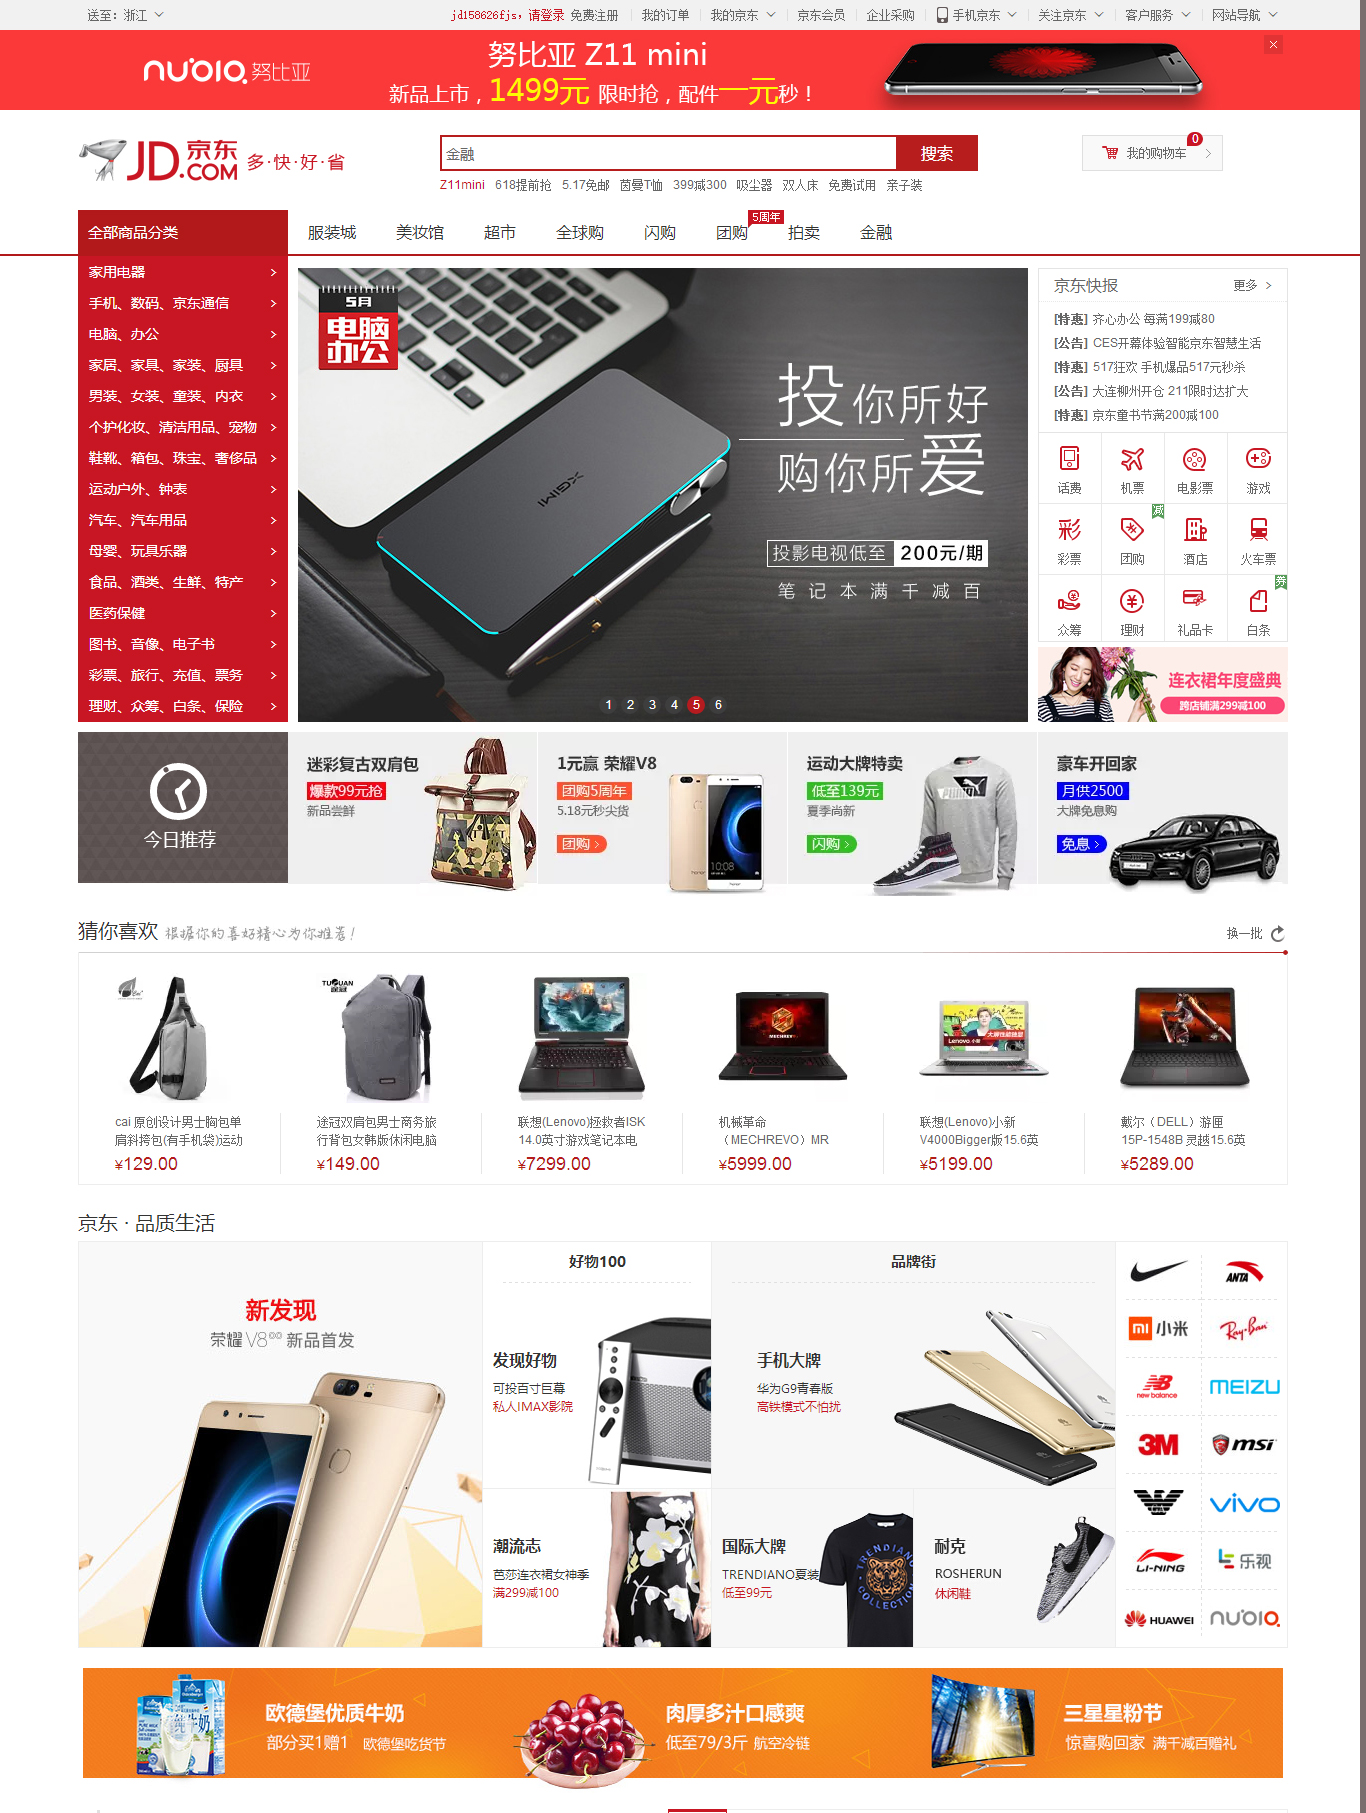 送至：浙江
jd158626fjs，请登录 免费注册 我的订单 我的京东 京东会员 企业采购 手机京东 关注京东 客户服务 网站导航
nubia 努比亚
努比亚 Z11 mini
新品上市，1499元 限时抢，配件一元秒！
JD.COM 京东 多·快·好·省
金融
搜索
0
我的购物车
Z11mini 618提前抢 5.17免邮 茵曼T恤 399减300 吸尘器 双人床 免费试用 亲子装
全部商品分类
服装城 美妆馆 超市 全球购 闪购 团购 5周年 拍卖 金融
家用电器
手机、数码、京东通信
电脑、办公
家居、家具、家装、厨具
男装、女装、童装、内衣
个护化妆、清洁用品、宠物
鞋靴、箱包、珠宝、奢侈品
运动户外、钟表
汽车、汽车用品
母婴、玩具乐器
食品、酒类、生鲜、特产
医药保健
图书、音像、电子书
彩票、旅行、充值、票务
理财、众筹、白条、保险
5月
电脑
办公
XGIMI
投你所好
购你所爱
投影电视低至 200元/期
笔记本满千减百
1 2 3 4 5 6
京东快报 更多
[特惠] 齐心办公 每满199减80
[公告] CES开幕体验智能京东智慧生活
[特惠] 517狂欢 手机爆品517元秒杀
[公告] 大连柳州开仓 211限时达扩大
[特惠] 京东童书节满200减100
话费 机票 电影票 游戏
减
彩票 团购 酒店 火车票
券
众筹 理财 礼品卡 白条
连衣裙年度盛典
跨店铺满299减100
今日推荐
迷彩复古双肩包
爆款99元抢
新品尝鲜
1元赢 荣耀V8
团购5周年
5.18元秒尖货
团购
运动大牌特卖
低至139元
夏季尚新
闪购
豪车开回家
月供2500
大牌免息购
免息
猜你喜欢 根据你的喜好精心为你推荐！
换一批
cai 原创设计男士胸包单
肩斜挎包(有手机袋)运动
¥129.00
途冠双肩包男士商务旅
行背包女韩版休闲电脑
¥149.00
联想(Lenovo)拯救者ISK
14.0英寸游戏笔记本电
¥7299.00
机械革命
（MECHREVO）MR
¥5999.00
联想(Lenovo)小新
V4000Bigger版15.6英
¥5199.00
戴尔（DELL）游匣
15P-1548B 灵越15.6英
¥5289.00
京东 · 品质生活
新发现
荣耀 V8 新品首发
好物100
发现好物
可投百寸巨幕
私人IMAX影院
品牌街
手机大牌
华为G9青春版
高铁模式不怕扰
潮流志
芭莎连衣裙女神季
满299减100
国际大牌
TRENDIANO夏装
低至99元
TRENDIANO
COLLECTION
耐克
ROSHERUN
休闲鞋
ANTA
小米 Ray-Ban
new balance MEIZU
3M msi
vivo
LI-NING 乐视
HUAWEI nubia
欧德堡优质牛奶
部分买1赠1 欧德堡吃货节
肉厚多汁口感爽
低至79/3斤 航空冷链
三星星粉节
惊喜购回家 满千减百赠礼